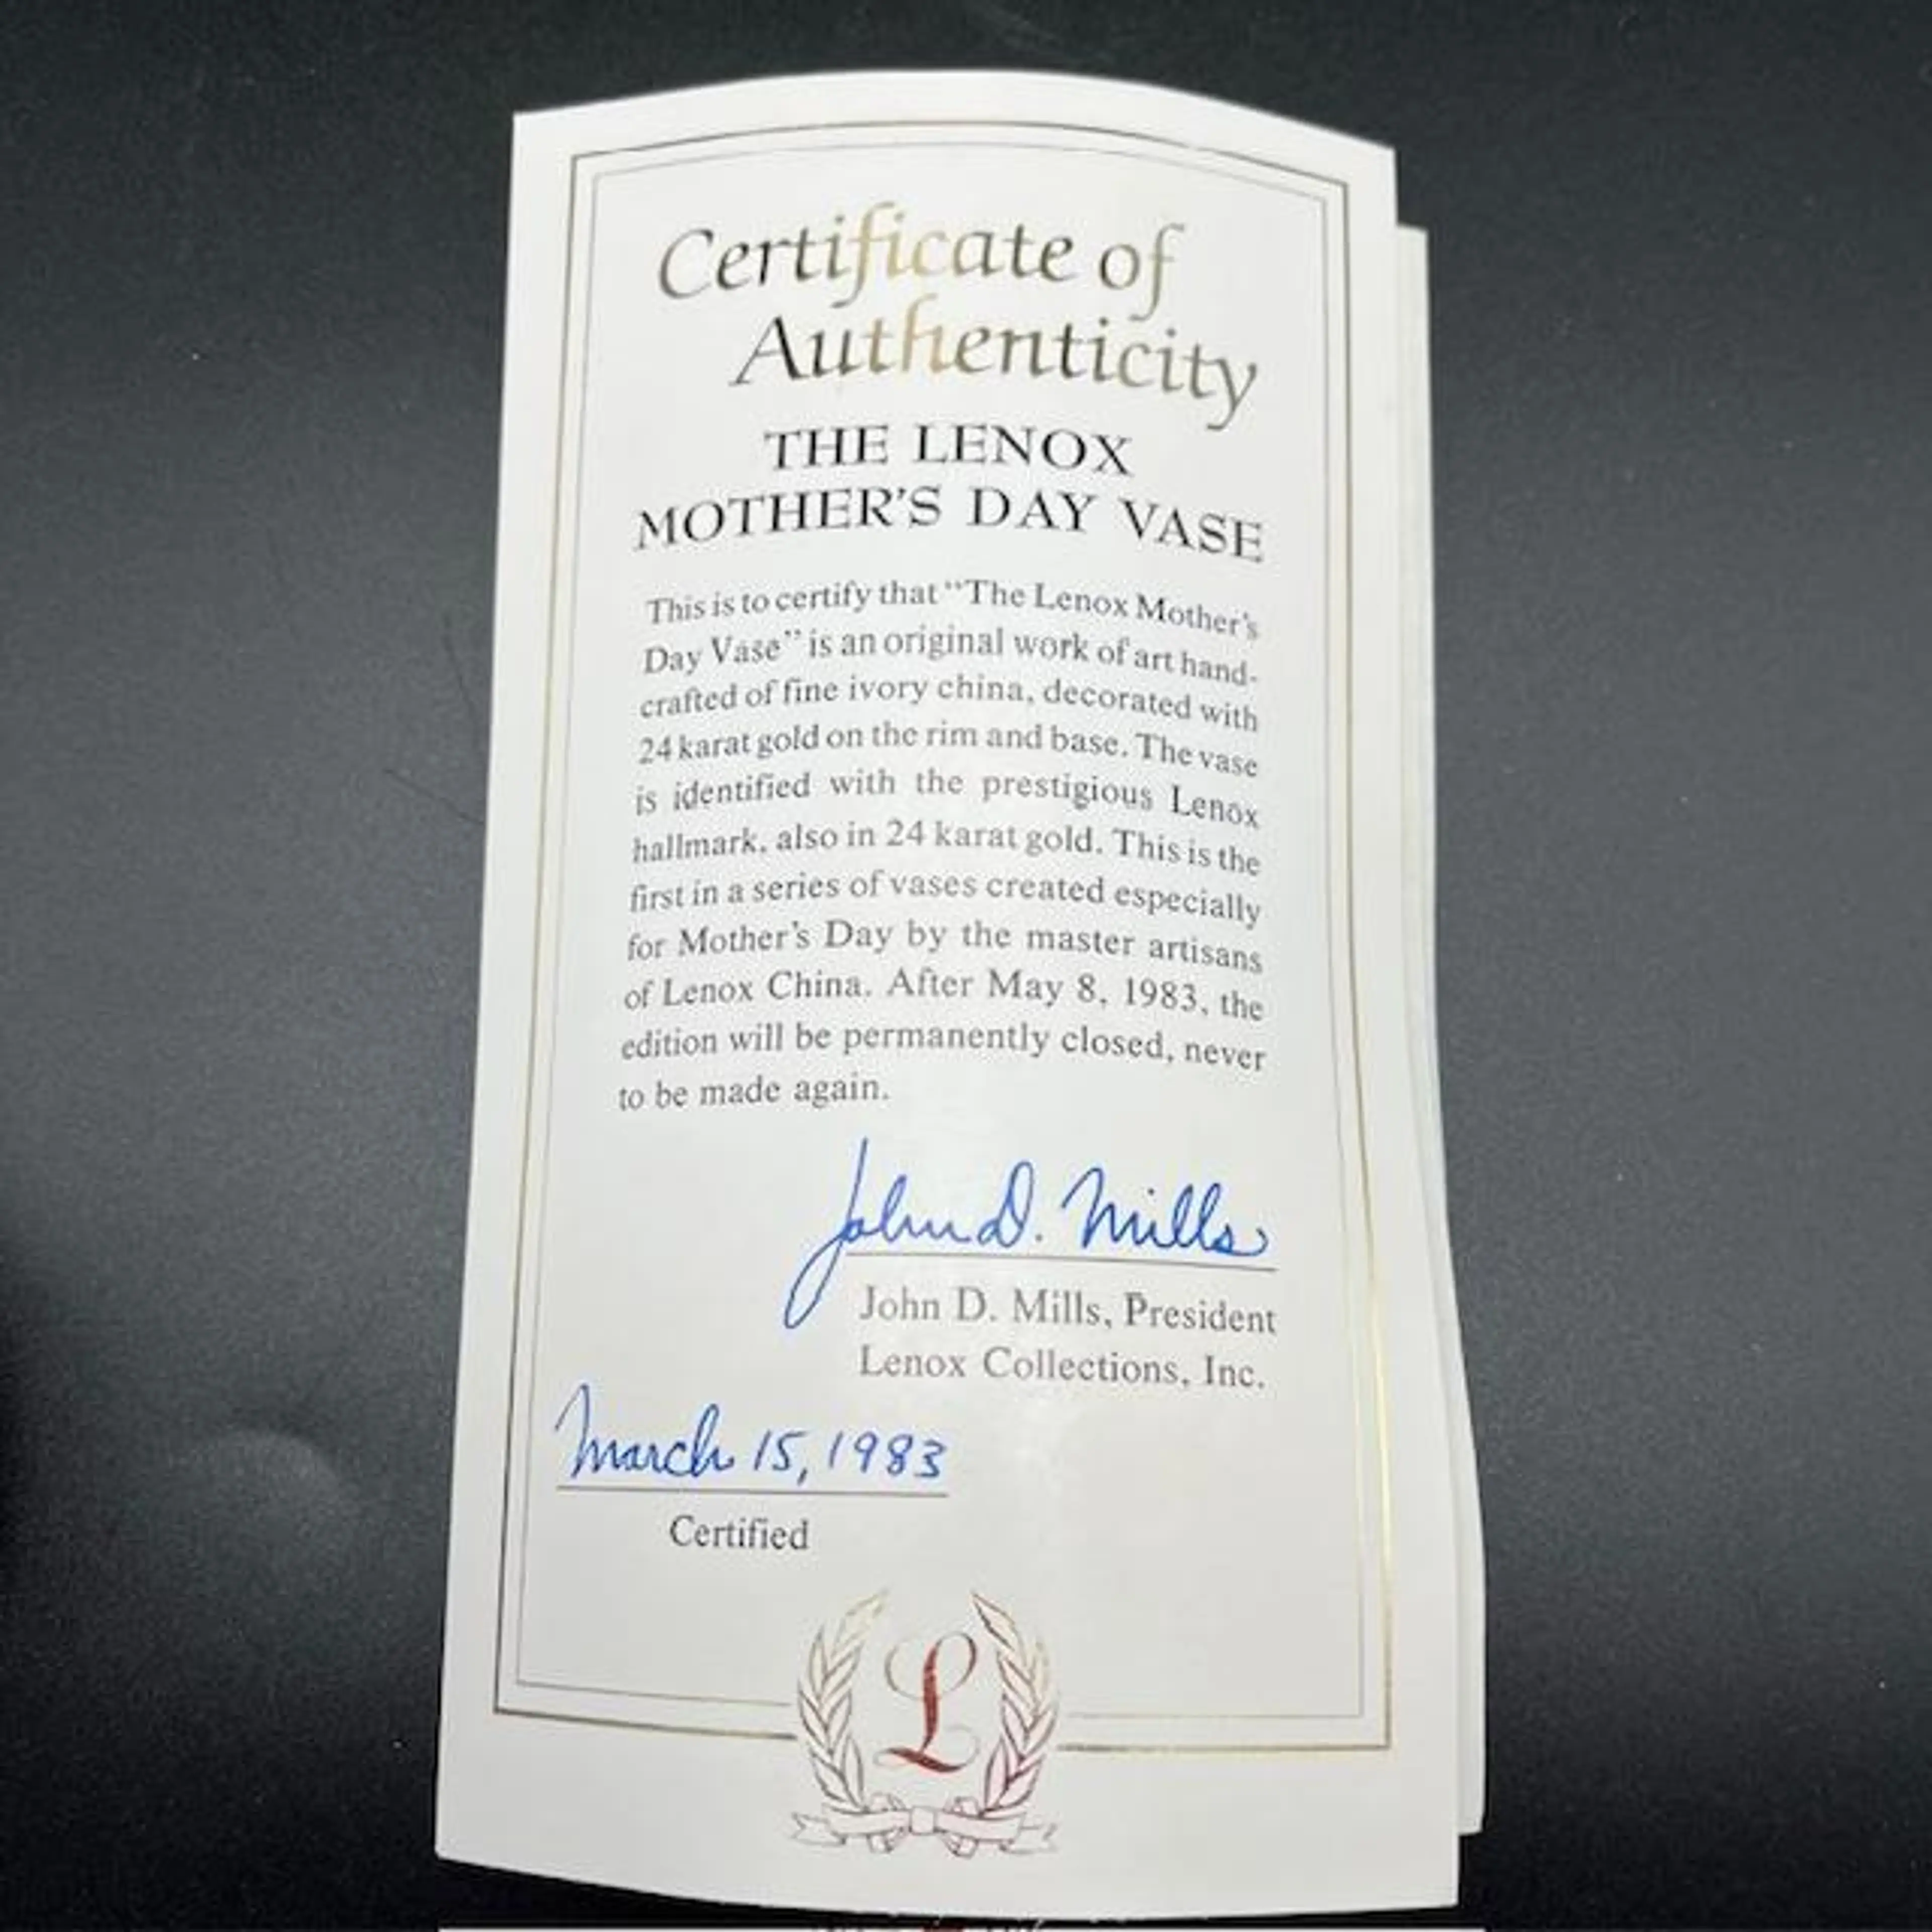 Certificate of
Authenticity
THE LENOX
MOTHER'S DAY VASE
This is to certify that "The Lenox Mother's
Day Vase" is an original work of art hand-
crafted of fine ivory china, decorated with
24 karat gold on the rim and base. The vase
is identified with the prestigious Lenox
hallmark, also in 24 karat gold. This is the
first in a series of vases created especially
for Mother's Day by the master artisans
of Lenox China. After May 8, 1983, the
edition will be permanently closed, never
to be made again.
John D. Mills
John D. Mills, President
Lenox Collections, Inc.
March 15, 1983
Certified
L